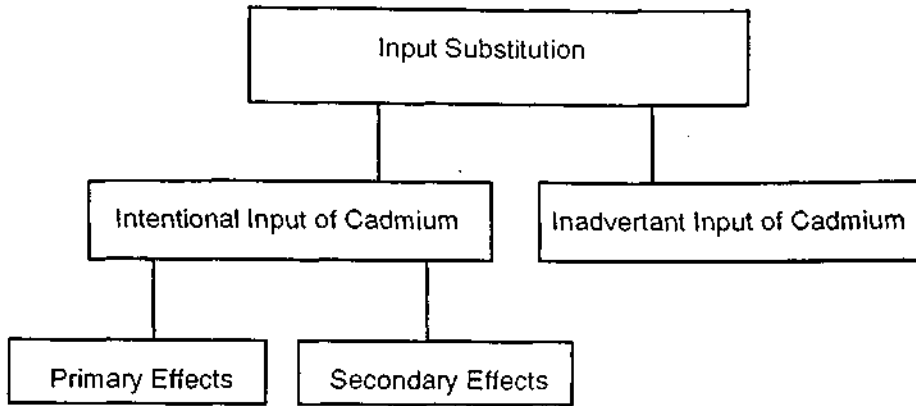 Input Substitution
Intentional Input of Cadmium
Inadvertant Input of Cadmium
Primary Effects
Secondary Effects